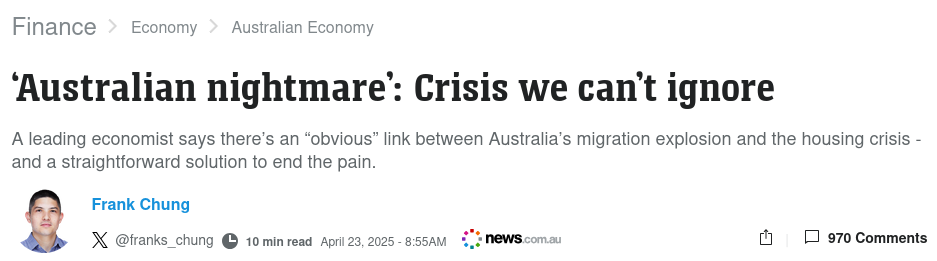 Finance > Economy > Australian Economy
‘Australian nightmare’: Crisis we can’t ignore
A leading economist says there’s an “obvious” link between Australia’s migration explosion and the housing crisis -
and a straightforward solution to end the pain.
Frank Chung
@franks_chung 10 min read April 23, 2025 - 8:55AM news.com.au 970 Comments